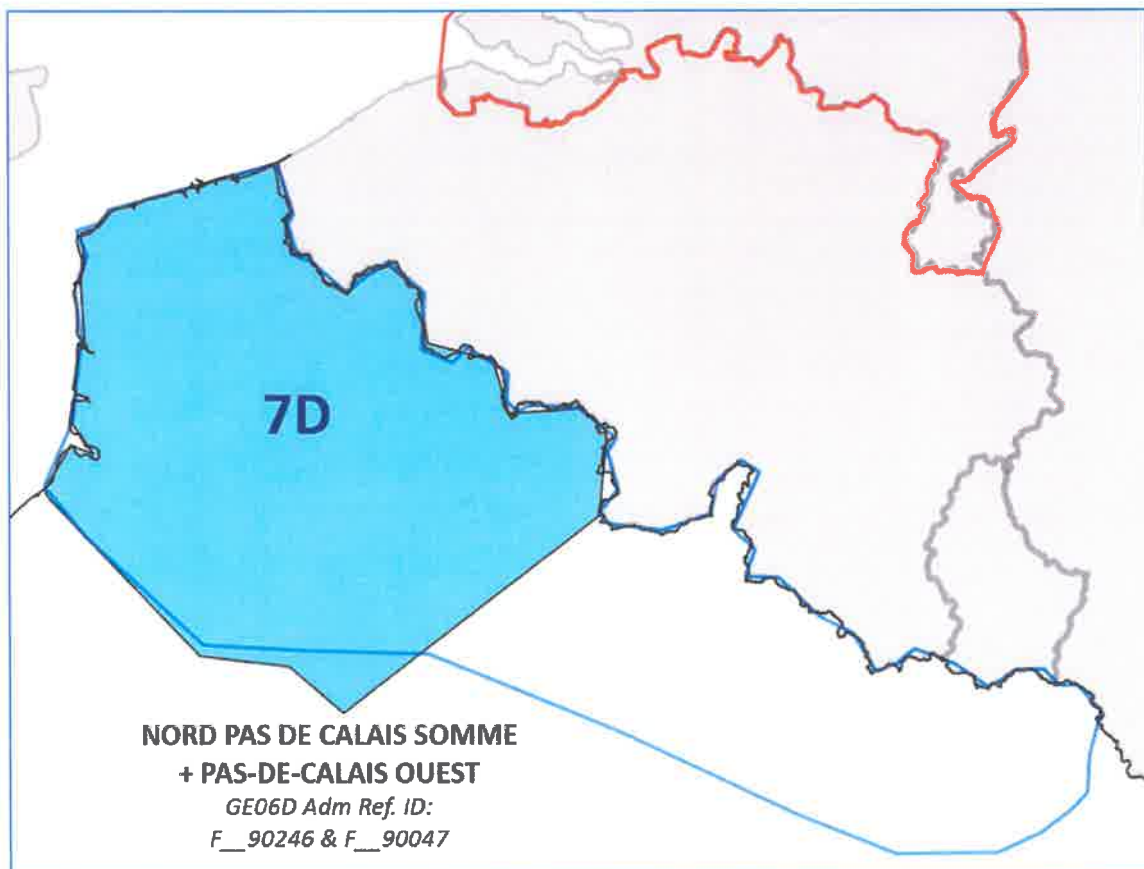 7D
NORD PAS DE CALAIS SOMME
+ PAS-DE-CALAIS OUEST
GE06D Adm Ref. ID:
F__90246 & F__90047